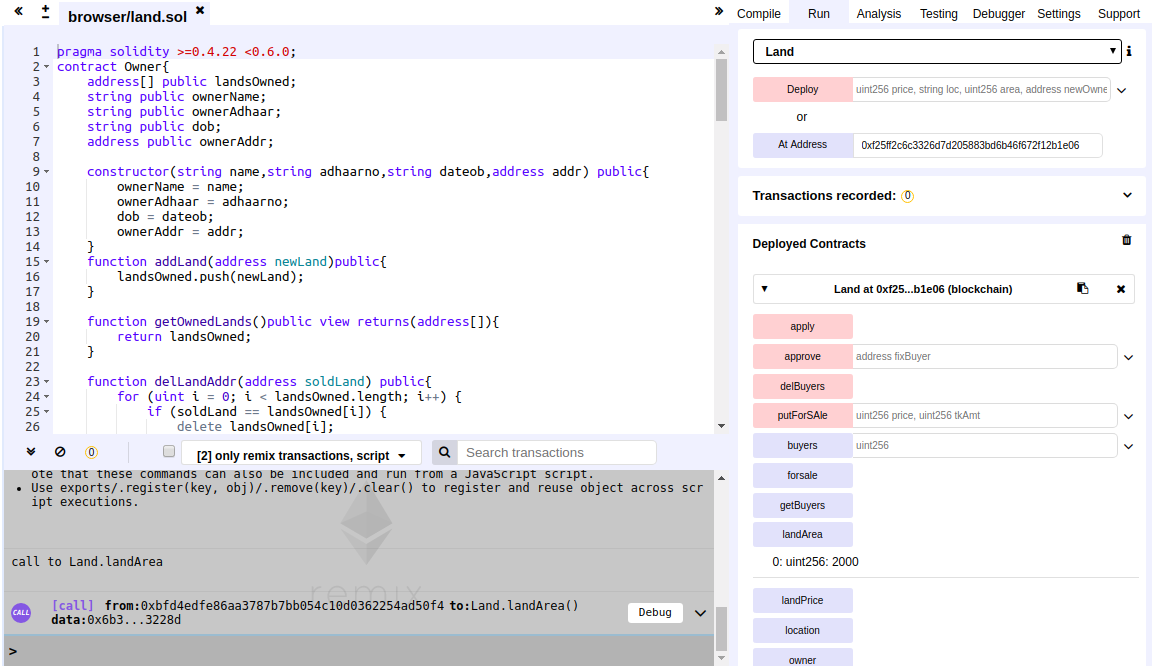 browser/land.sol
1 pragma solidity >=0.4.22 <0.6.0;
2 contract Owner{
3 address[] public landsOwned;
4 string public ownerName;
5 string public ownerAdhaar;
6 string public dob;
7 address public ownerAddr;
8
9 constructor(string name,string adhaarno,string dateob,address addr) public{
10 ownerName = name;
11 ownerAdhaar = adhaarno;
12 dob = dateob;
13 ownerAddr = addr;
14 }
15 function addLand(address newLand)public{
16 landsOwned.push(newLand);
17 }
18
19 function getOwnedLands()public view returns(address[]){
20 return landsOwned;
21 }
22
23 function delLandAddr(address soldLand) public{
24 for (uint i = 0; i < landsOwned.length; i++) {
25 if (soldLand == landsOwned[i]) {
26 delete landsOwned[i];
0
[2] only remix transactions, script
Search transactions
ote that these commands can also be included and run from a JavaScript script.
• Use exports/.register(key, obj)/.remove(key)/.clear() to register and reuse object across scr
ipt executions.
remix
call to Land.landArea
CALL
[call] from:0xbfd4edfe86aa3787b7bb054c10d0362254ad50f4 to:Land.landArea()
data:0x6b3...3228d
Debug
>
Compile Run Analysis Testing Debugger Settings Support
Land
Deploy uint256 price, string loc, uint256 area, address newOwne
or
At Address 0xf25ff2c6c3326d7d205883bd6b46f672f12b1e06
Transactions recorded: 0
Deployed Contracts
Land at 0xf25...b1e06 (blockchain)
apply
approve address fixBuyer
delBuyers
putForSAle uint256 price, uint256 tkAmt
buyers uint256
forsale
getBuyers
landArea
0: uint256: 2000
landPrice
location
owner